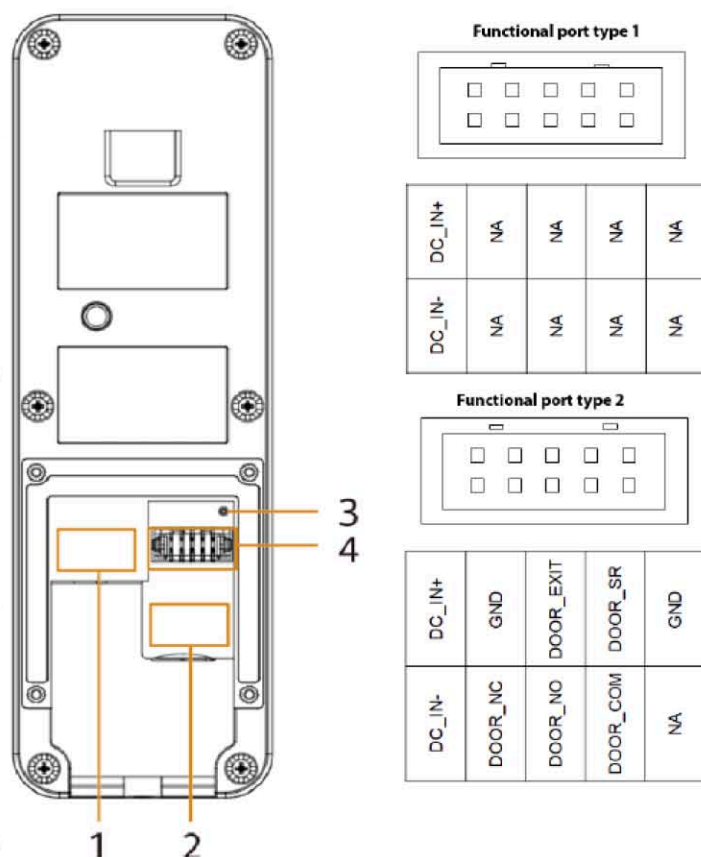 Functional port type 1
DC_IN+ NA NA NA NA
DC_IN- NA NA NA NA
Functional port type 2
DC_IN+ GND DOOR_EXIT DOOR_SR GND
DC_IN- DOOR_NC DOOR_NO DOOR_COM NA
3
4
1 2